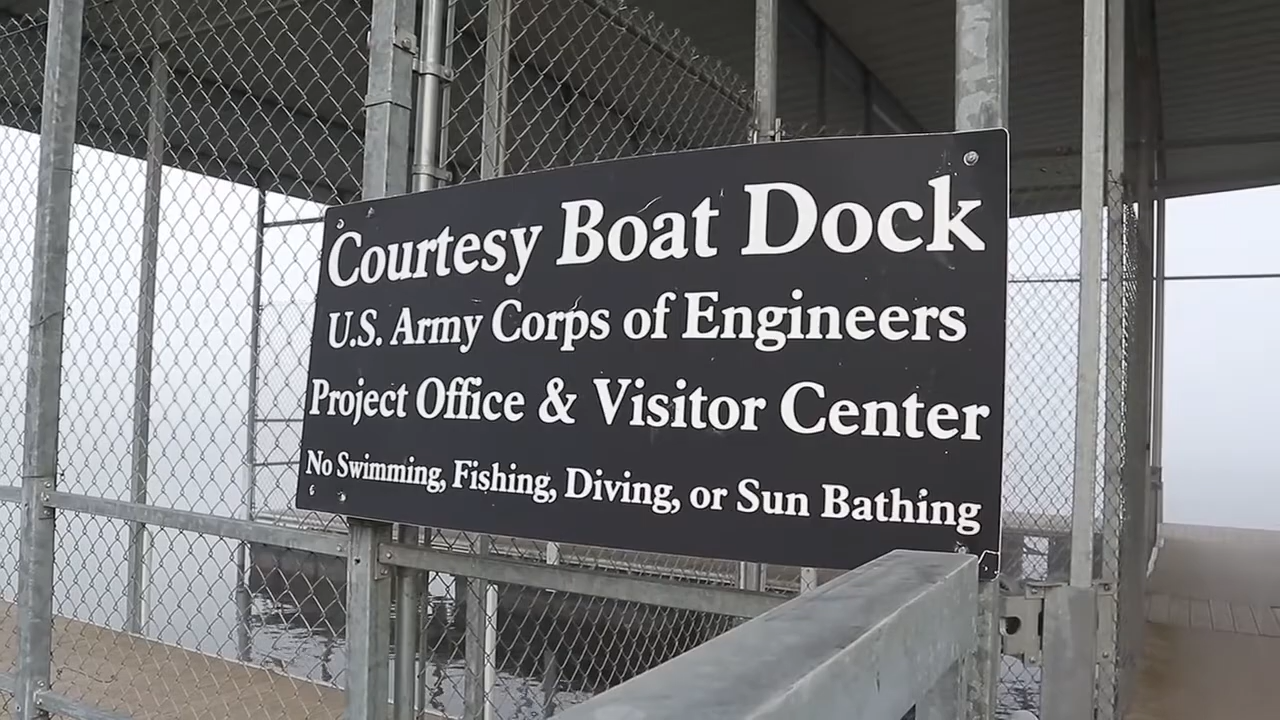 Courtesy Boat Dock
U.S. Army Corps of Engineers
Project Office & Visitor Center
No Swimming, Fishing, Diving, or Sun Bathing